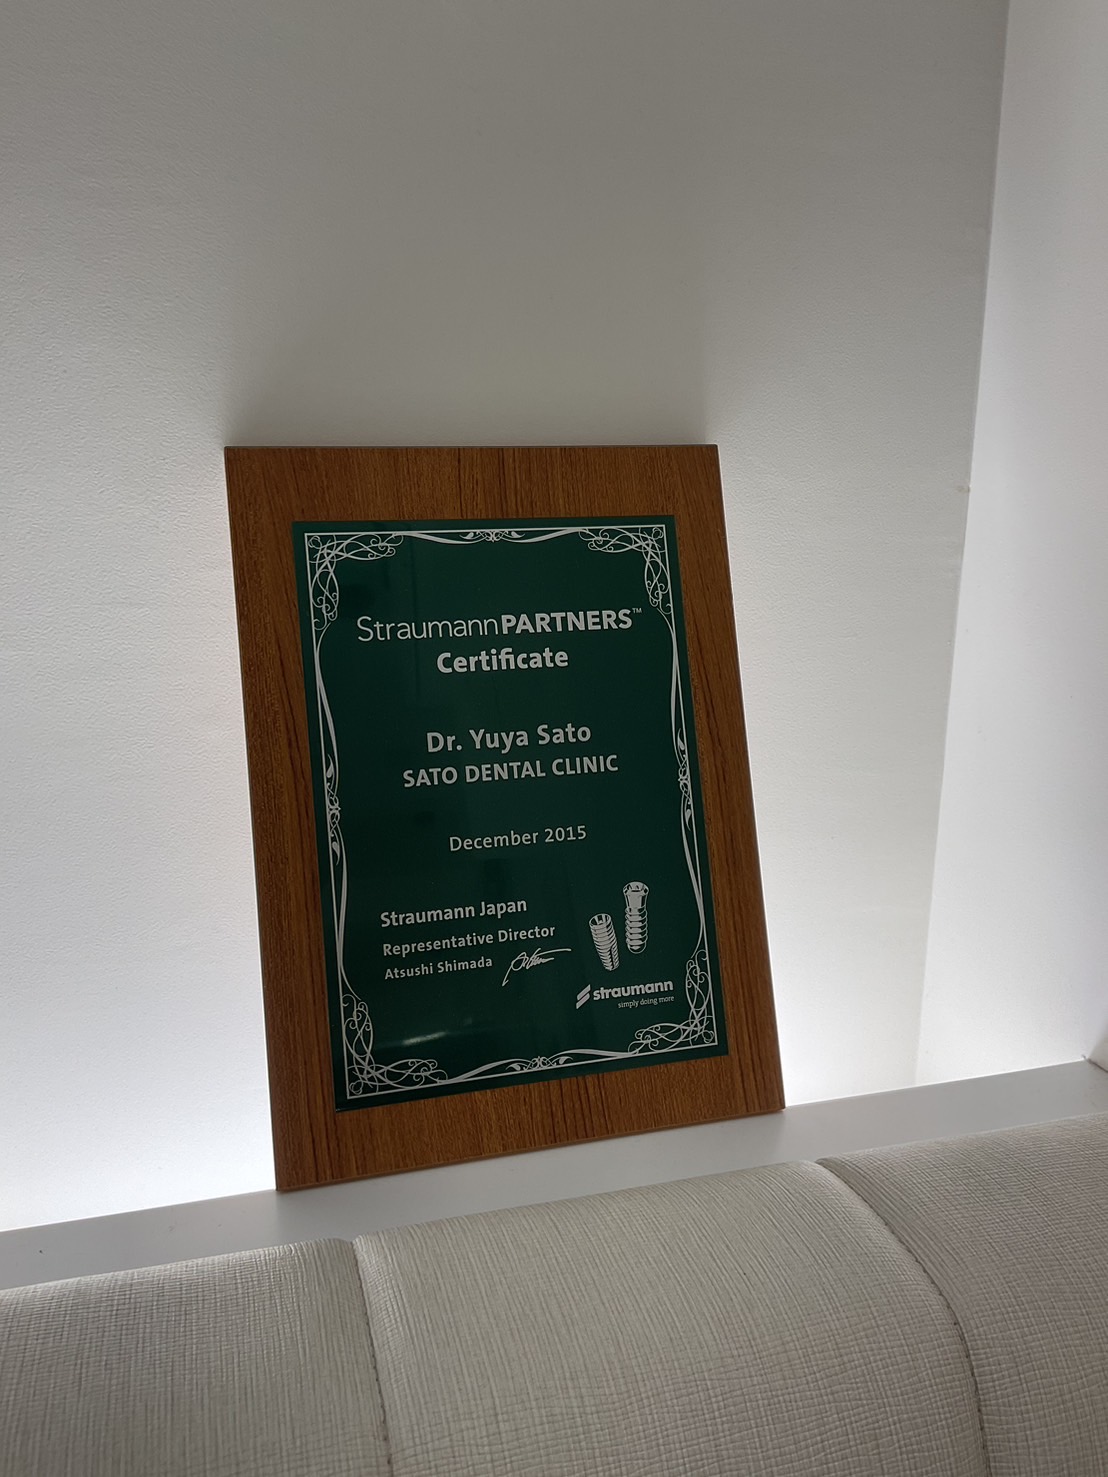 StraumannPARTNERS™
Certificate
Dr. Yuya Sato
SATO DENTAL CLINIC
December 2015
Straumann Japan
Representative Director
Atsushi Shimada
straumann
simply doing more